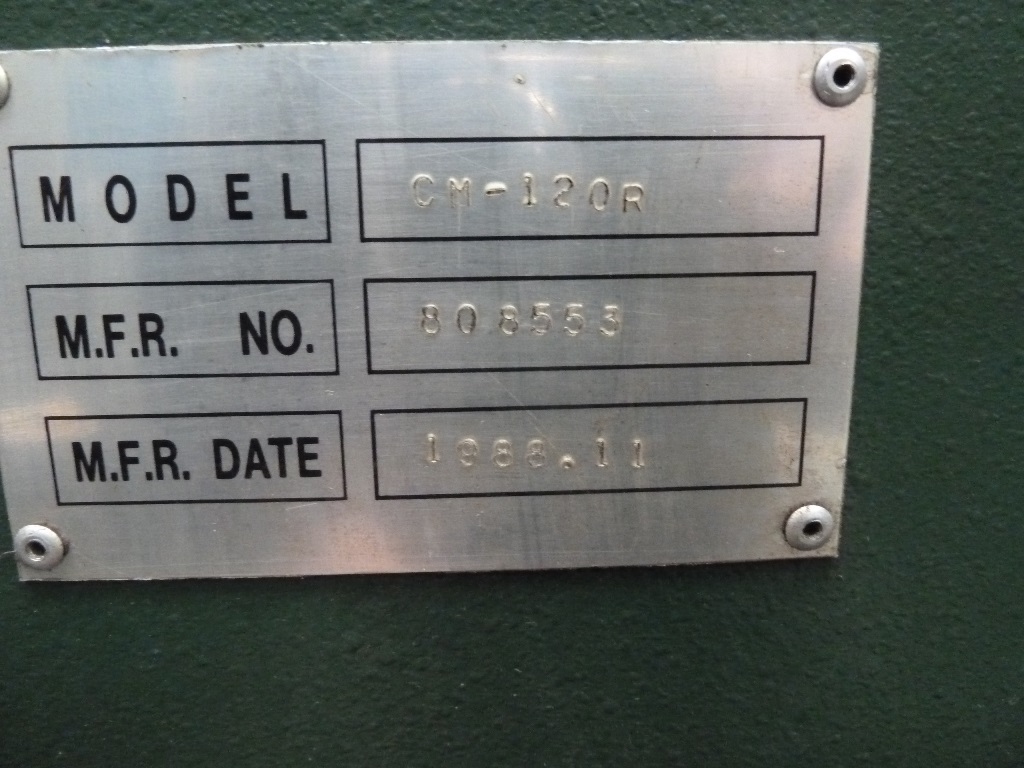 MODEL CM-120R
M.F.R. NO. 808553
M.F.R. DATE 1988.11